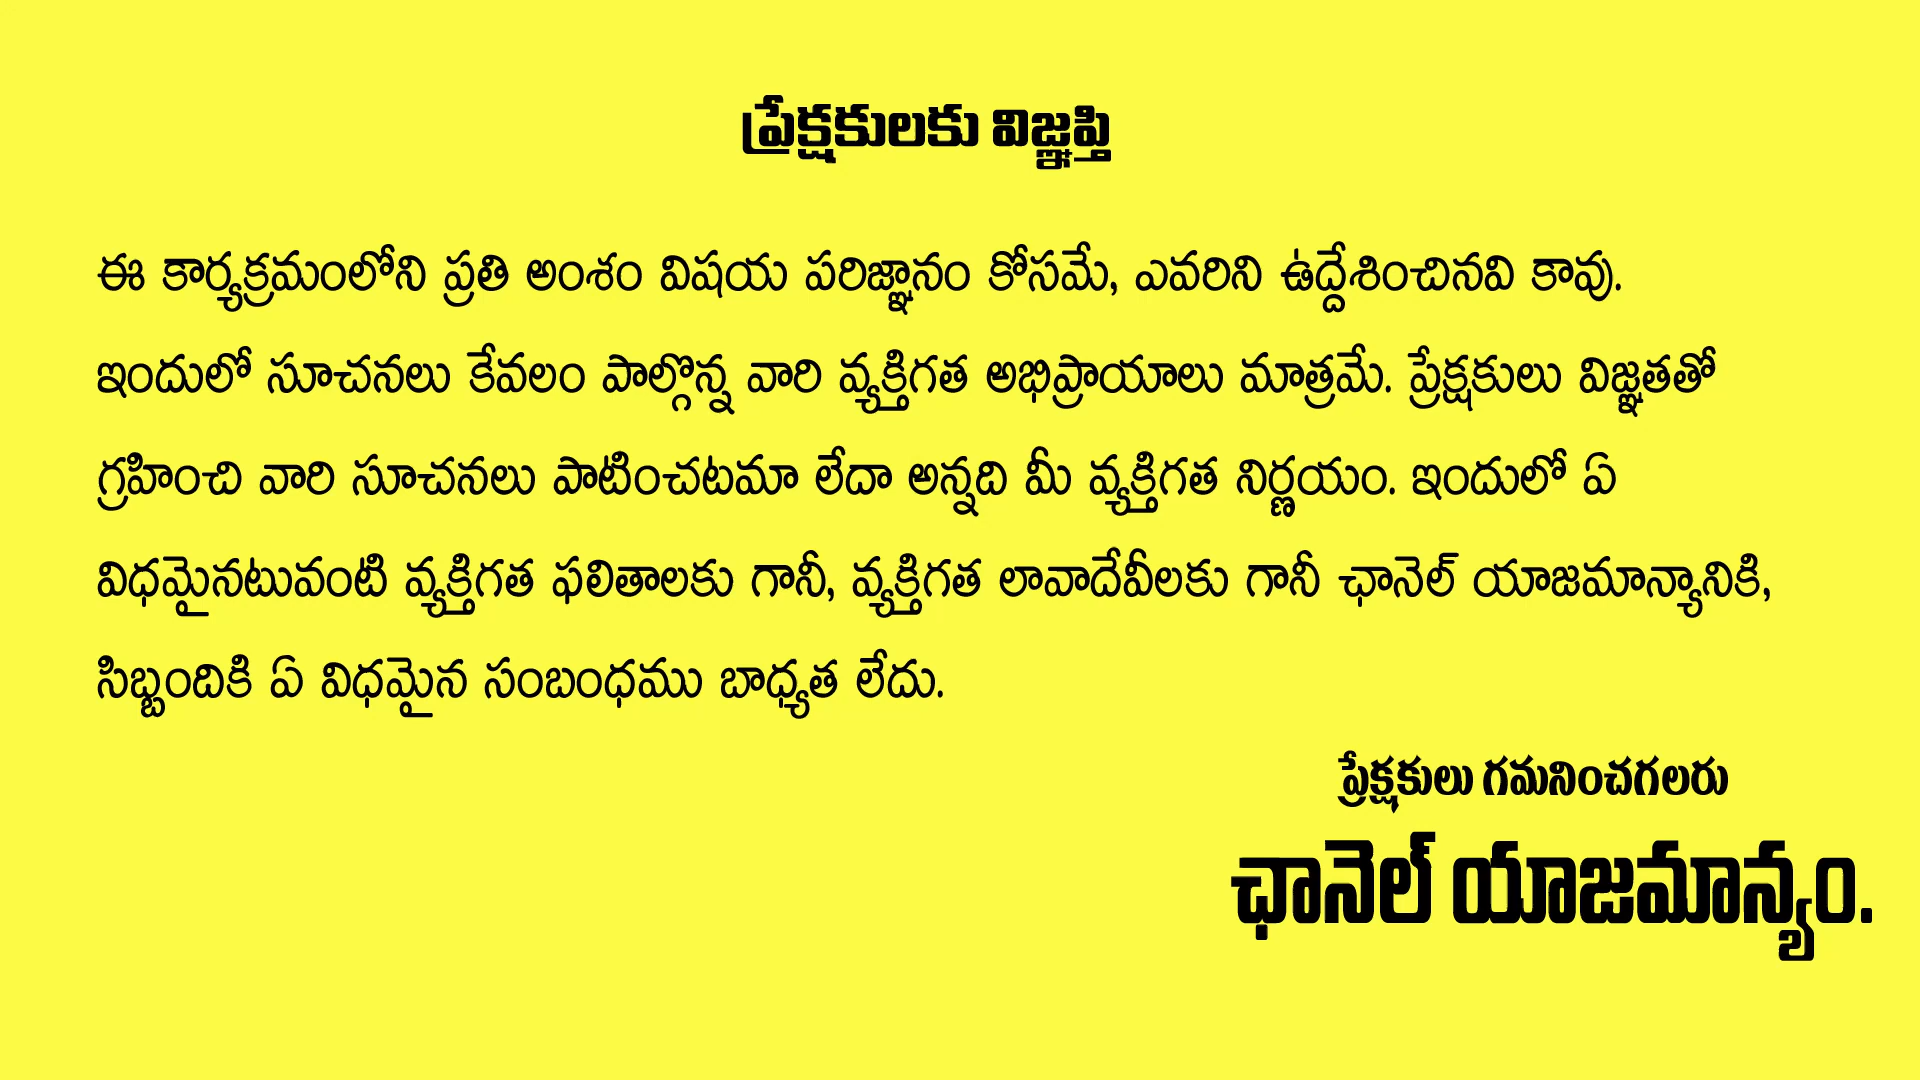 ప్రేక్షకులకు విజ్ఞప్తి
ఈ కార్యక్రమంలోని ప్రతి అంశం విషయ పరిజ్ఞానం కోసమే, ఎవరిని ఉద్దేశించినవి కావు.
ఇందులో సూచనలు కేవలం పాల్గొన్న వారి వ్యక్తిగత అభిప్రాయాలు మాత్రమే. ప్రేక్షకులు విజ్ఞతతో
గ్రహించి వారి సూచనలు పాటించటమా లేదా అన్నది మీ వ్యక్తిగత నిర్ణయం. ఇందులో ఏ
విధమైనటువంటి వ్యక్తిగత ఫలితాలకు గానీ, వ్యక్తిగత లావాదేవీలకు గానీ ఛానెల్ యాజమాన్యానికి,
సిబ్బందికి ఏ విధమైన సంబంధము బాధ్యత లేదు.
ప్రేక్షకులు గమనించగలరు
ఛానెల్ యాజమాన్యం.